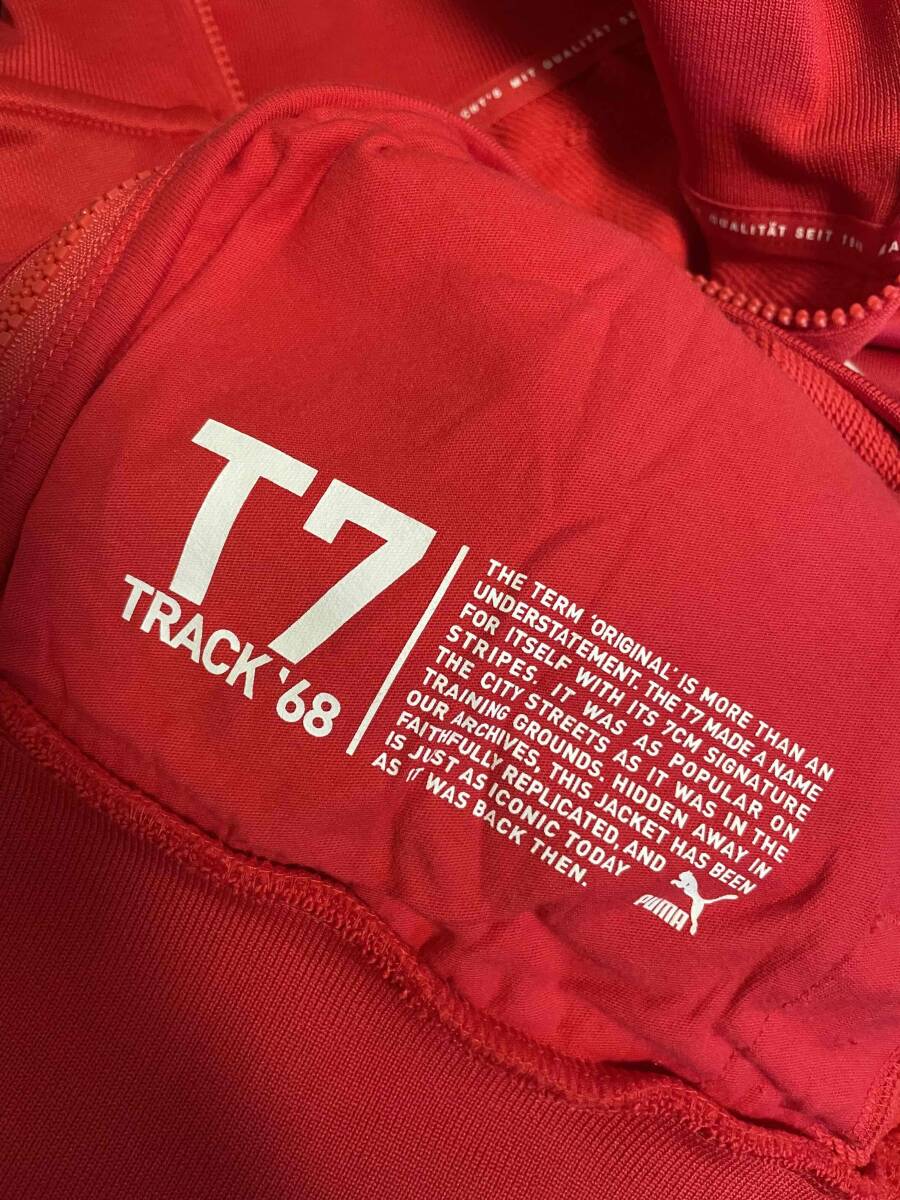 MIT QUALITÄT SEIT
QUALITÄT SEIT
T7
TRACK '68
THE TERM 'ORIGINAL' IS MORE THAN AN
UNDERSTATEMENT. THE T7 MADE A NAME
FOR ITSELF WITH ITS 7CM SIGNATURE
STRIPES. IT WAS AS POPULAR ON
THE CITY STREETS AS IT WAS IN THE
TRAINING GROUNDS. HIDDEN AWAY IN
OUR ARCHIVES, THIS JACKET HAS BEEN
FAITHFULLY REPLICATED, AND
IS JUST AS ICONIC TODAY
AS IT WAS BACK THEN.
PUMA